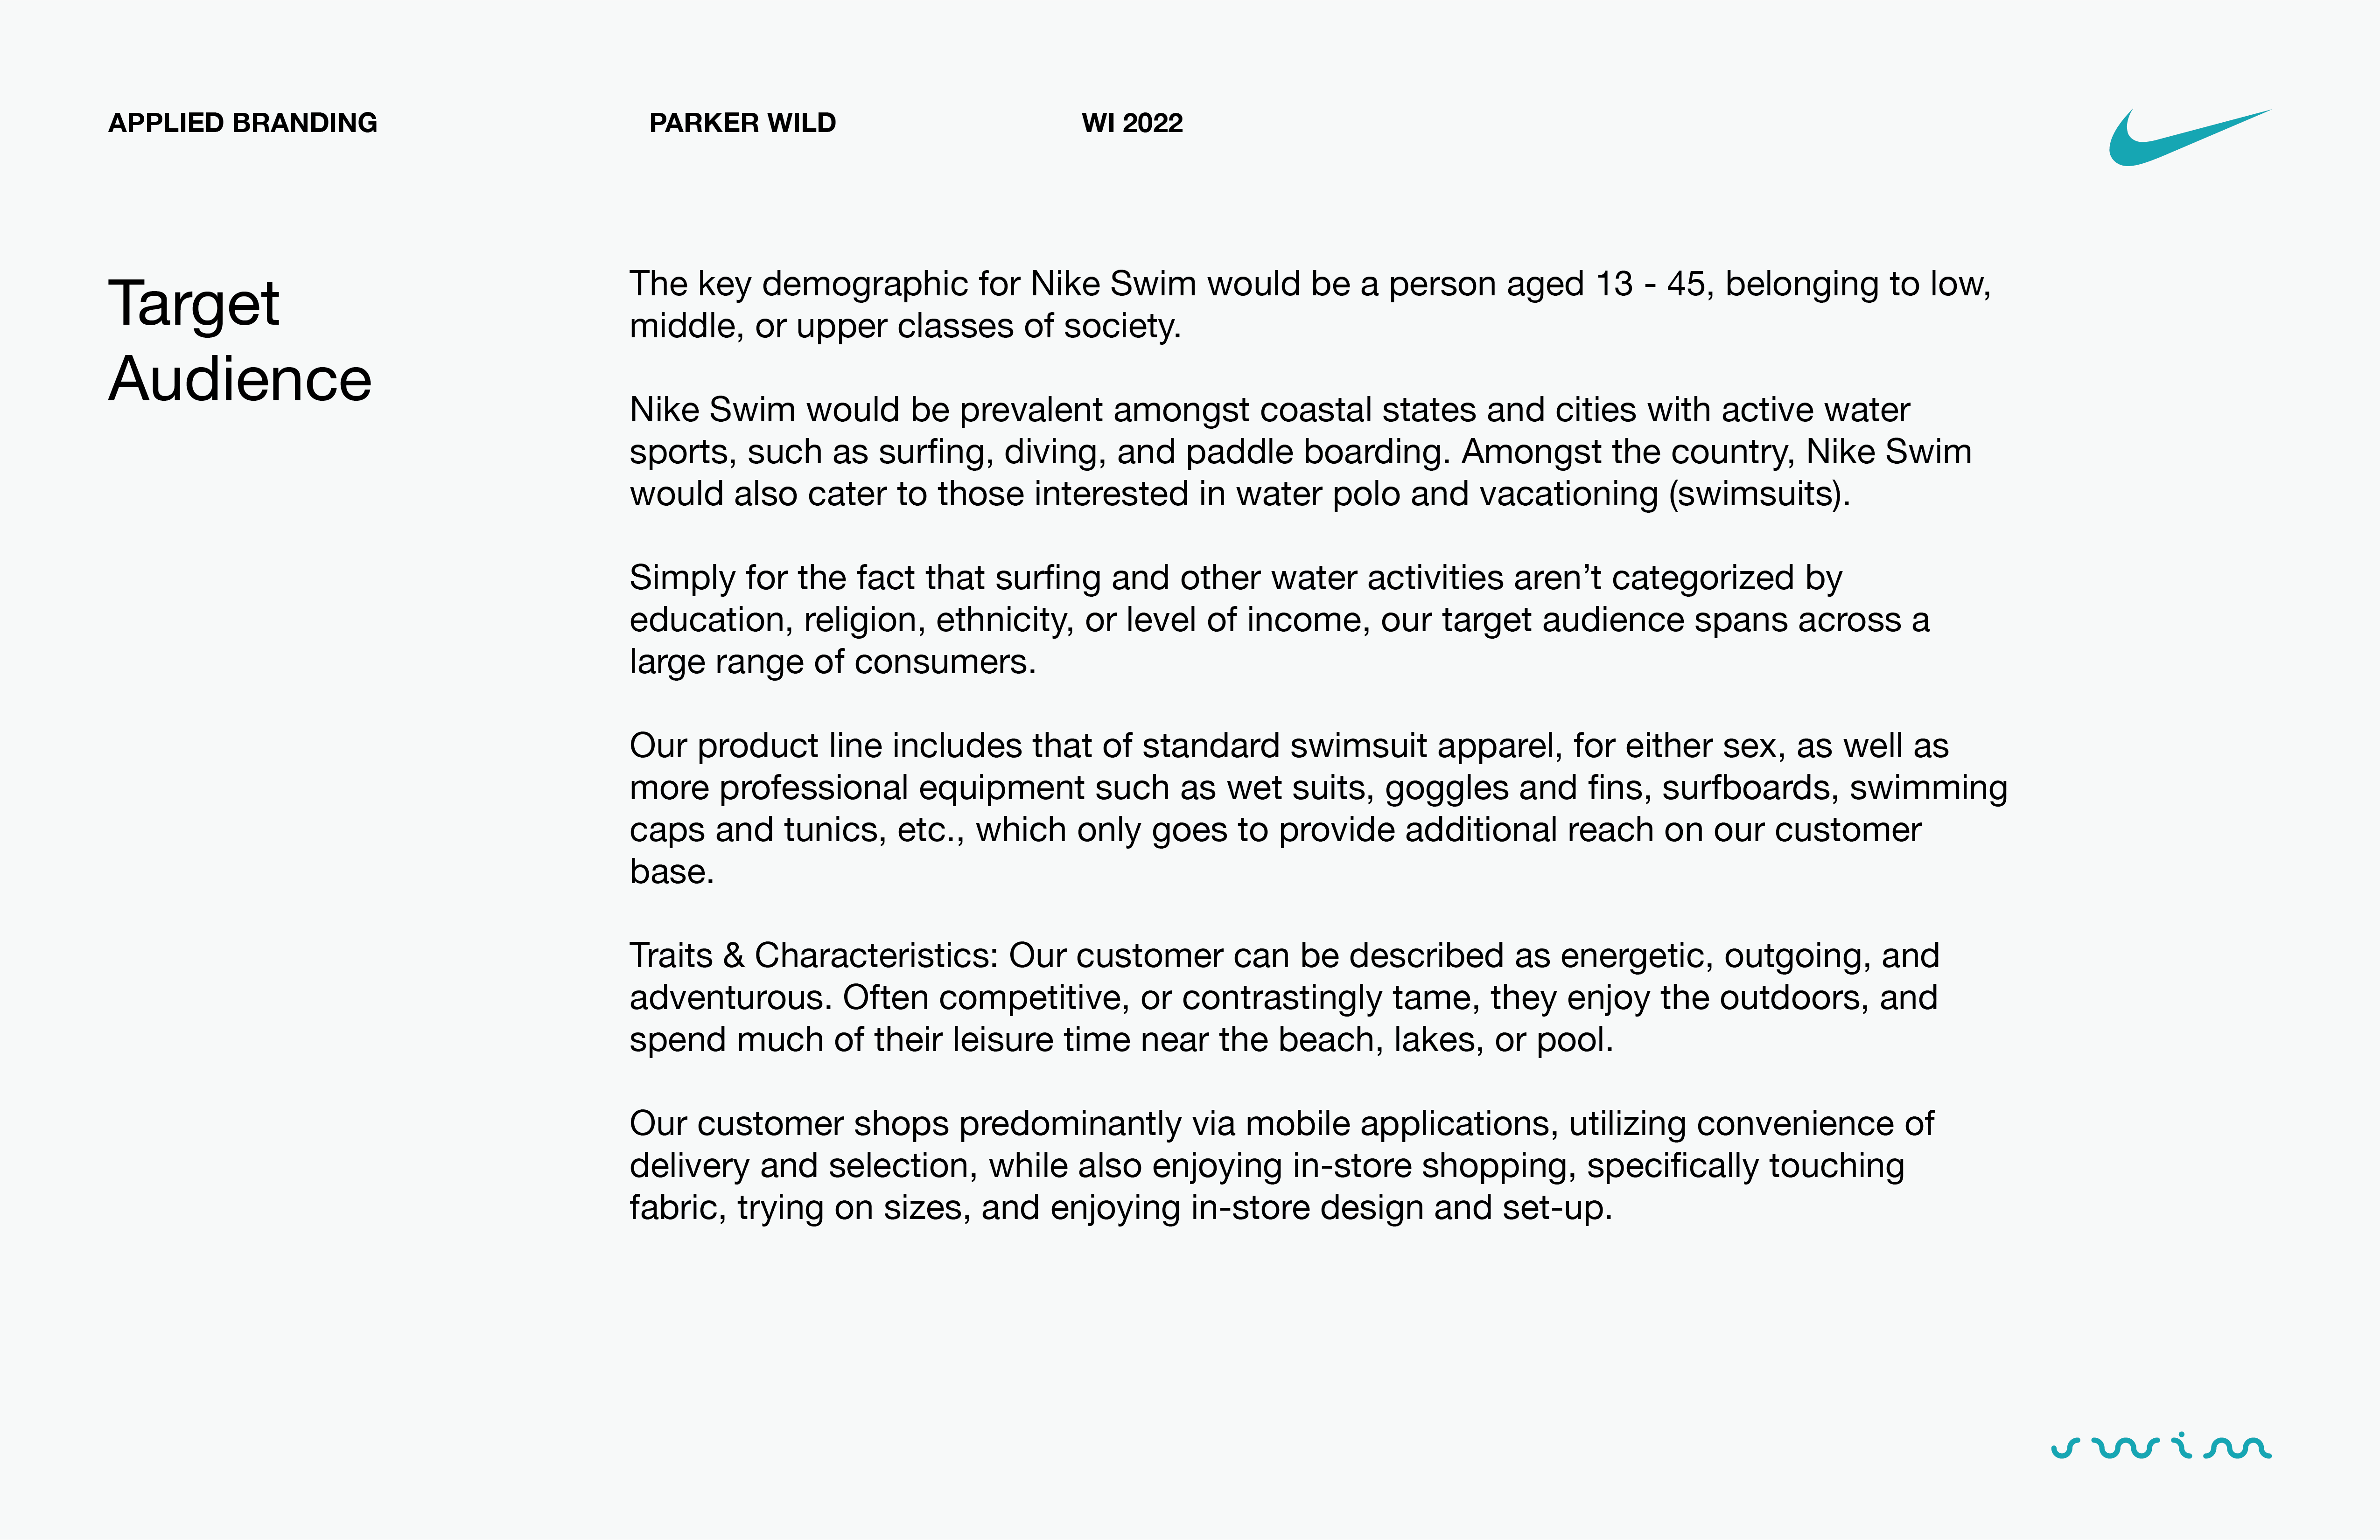 APPLIED BRANDING
PARKER WILD
WI 2022
Target
Audience
The key demographic for Nike Swim would be a person aged 13 - 45, belonging to low,
middle, or upper classes of society.
Nike Swim would be prevalent amongst coastal states and cities with active water
sports, such as surfing, diving, and paddle boarding. Amongst the country, Nike Swim
would also cater to those interested in water polo and vacationing (swimsuits).
Simply for the fact that surfing and other water activities aren’t categorized by
education, religion, ethnicity, or level of income, our target audience spans across a
large range of consumers.
Our product line includes that of standard swimsuit apparel, for either sex, as well as
more professional equipment such as wet suits, goggles and fins, surfboards, swimming
caps and tunics, etc., which only goes to provide additional reach on our customer
base.
Traits & Characteristics: Our customer can be described as energetic, outgoing, and
adventurous. Often competitive, or contrastingly tame, they enjoy the outdoors, and
spend much of their leisure time near the beach, lakes, or pool.
Our customer shops predominantly via mobile applications, utilizing convenience of
delivery and selection, while also enjoying in-store shopping, specifically touching
fabric, trying on sizes, and enjoying in-store design and set-up.
swim